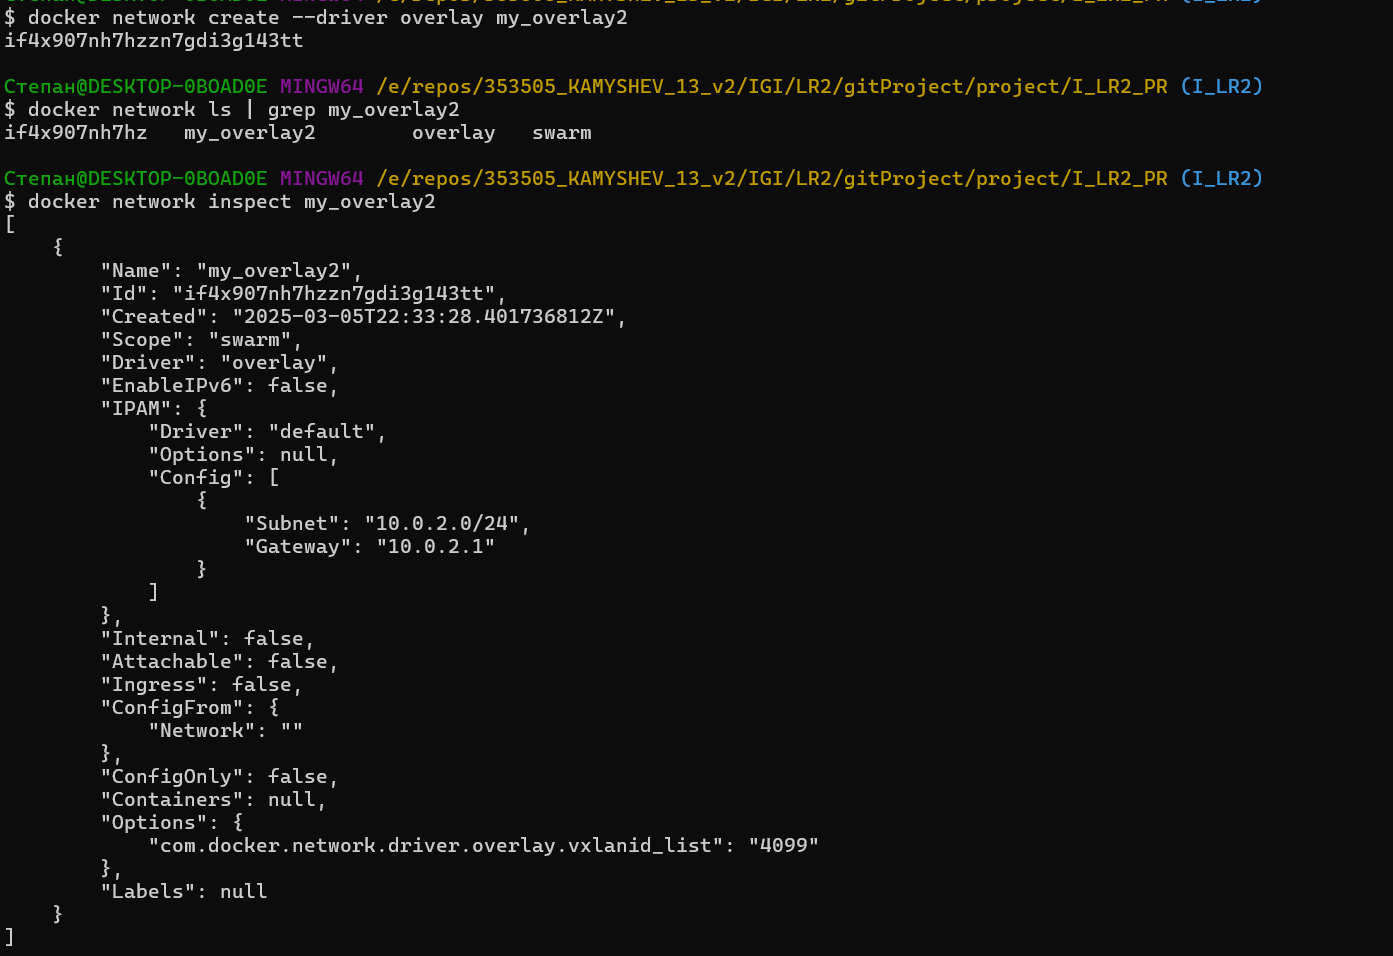 $ docker network create --driver overlay my_overlay2
if4x907nh7hzzn7gdi3g143tt
Степан@DESKTOP-0BOAD0E MINGW64 /e/repos/353505_KAMYSHEV_13_v2/IGI/LR2/gitProject/project/I_LR2_PR (I_LR2)
$ docker network ls | grep my_overlay2
if4x907nh7hz   my_overlay2        overlay   swarm
Степан@DESKTOP-0BOAD0E MINGW64 /e/repos/353505_KAMYSHEV_13_v2/IGI/LR2/gitProject/project/I_LR2_PR (I_LR2)
$ docker network inspect my_overlay2
[
    {
        "Name": "my_overlay2",
        "Id": "if4x907nh7hzzn7gdi3g143tt",
        "Created": "2025-03-05T22:33:28.401736812Z",
        "Scope": "swarm",
        "Driver": "overlay",
        "EnableIPv6": false,
        "IPAM": {
            "Driver": "default",
            "Options": null,
            "Config": [
                {
                    "Subnet": "10.0.2.0/24",
                    "Gateway": "10.0.2.1"
                }
            ]
        },
        "Internal": false,
        "Attachable": false,
        "Ingress": false,
        "ConfigFrom": {
            "Network": ""
        },
        "ConfigOnly": false,
        "Containers": null,
        "Options": {
            "com.docker.network.driver.overlay.vxlanid_list": "4099"
        },
        "Labels": null
    }
]